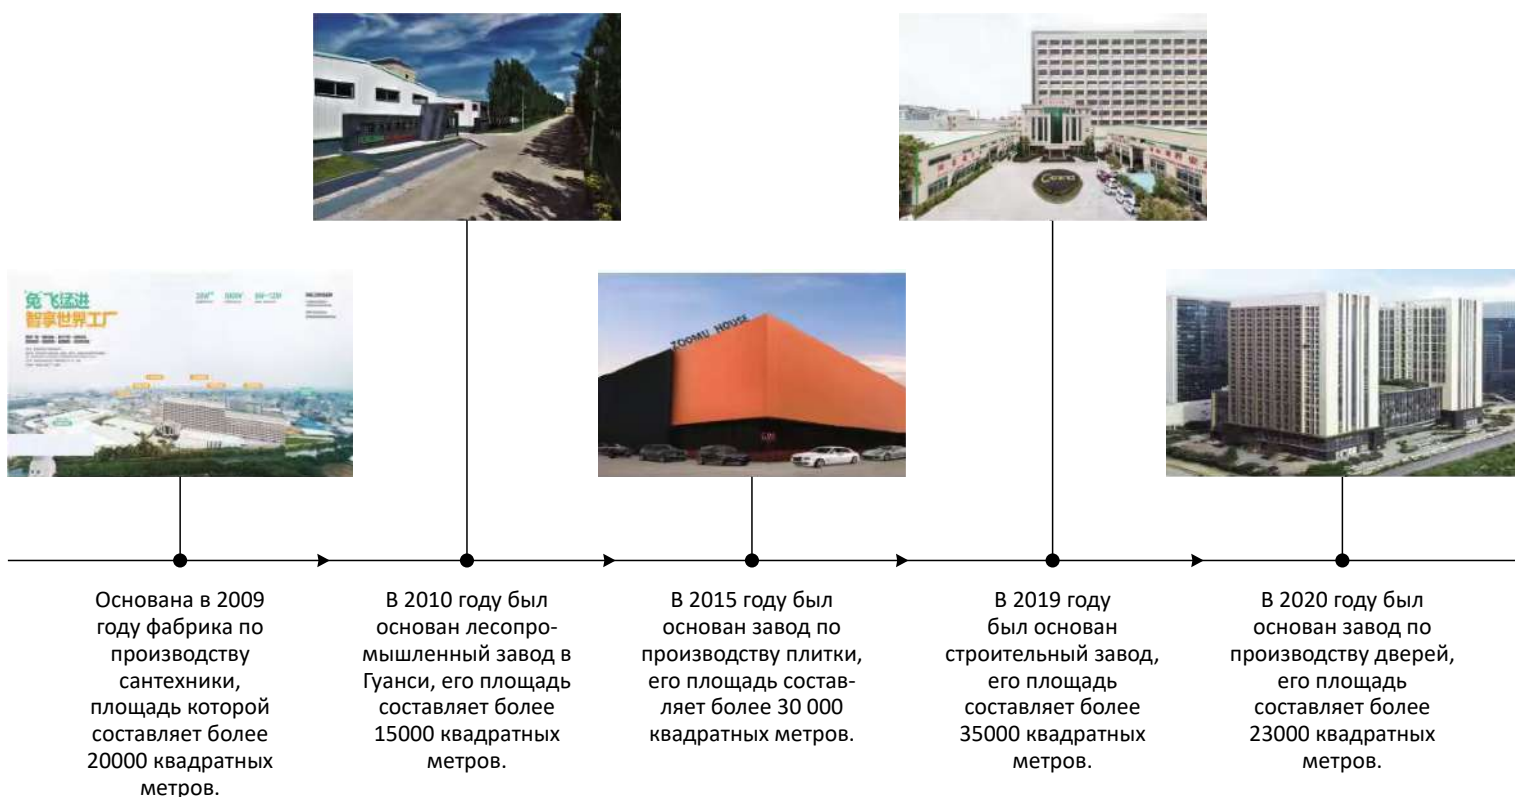 "兔"飞猛进
智享世界工厂
ZOOMU HOUSE
Основана в 2009
году фабрика по
производству
сантехники,
площадь которой
составляет более
20000 квадратных
метров.
В 2010 году был
основан лесопро-
мышленный завод в
Гуанси, его площадь
составляет более
15000 квадратных
метров.
В 2015 году был
основан завод по
производству плитки,
его площадь состав-
ляет более 30 000
квадратных метров.
В 2019 году
был основан
строительный завод,
его площадь
составляет более
35000 квадратных
метров.
В 2020 году был
основан завод по
производству дверей,
его площадь
составляет более
23000 квадратных
метров.